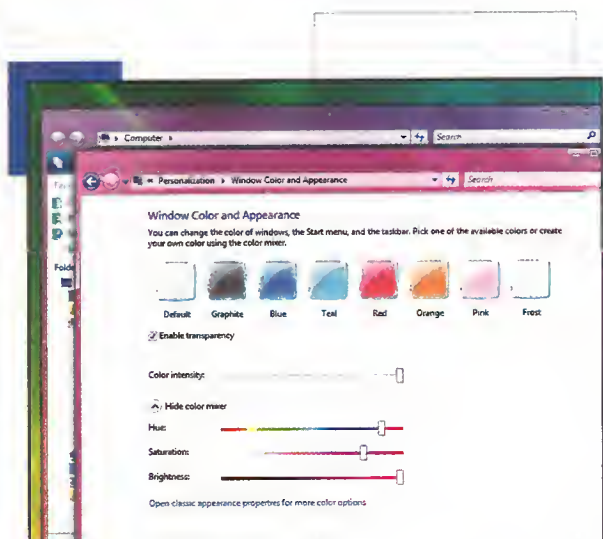 Computer
Search
Personalization Window Color and Appearance
Search
Window Color and Appearance
You can change the color of windows, the Start menu, and the taskbar. Pick one of the available colors or create
your own color using the color mixer.
Default Graphite Blue Teal Red Orange Pink Frost
Enable transparency
Color intensity:
Hide color mixer
Hue:
Saturation:
Brightness:
Open classic appearance properties for more color options